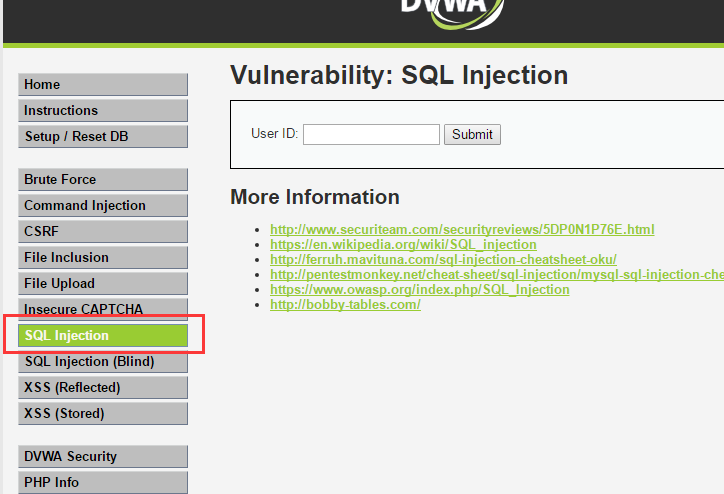 DVWA
Home
Instructions
Setup / Reset DB
Brute Force
Command Injection
CSRF
File Inclusion
File Upload
Insecure CAPTCHA
SQL Injection
SQL Injection (Blind)
XSS (Reflected)
XSS (Stored)
DVWA Security
PHP Info
Vulnerability: SQL Injection
User ID: Submit
More Information
http://www.securiteam.com/securityreviews/5DP0N1P76E.html
https://en.wikipedia.org/wiki/SQL_injection
http://ferruh.mavituna.com/sql-injection-cheatsheet-oku/
http://pentestmonkey.net/cheat-sheet/sql-injection/mysql-sql-injection-che
https://www.owasp.org/index.php/SQL_Injection
http://bobby-tables.com/